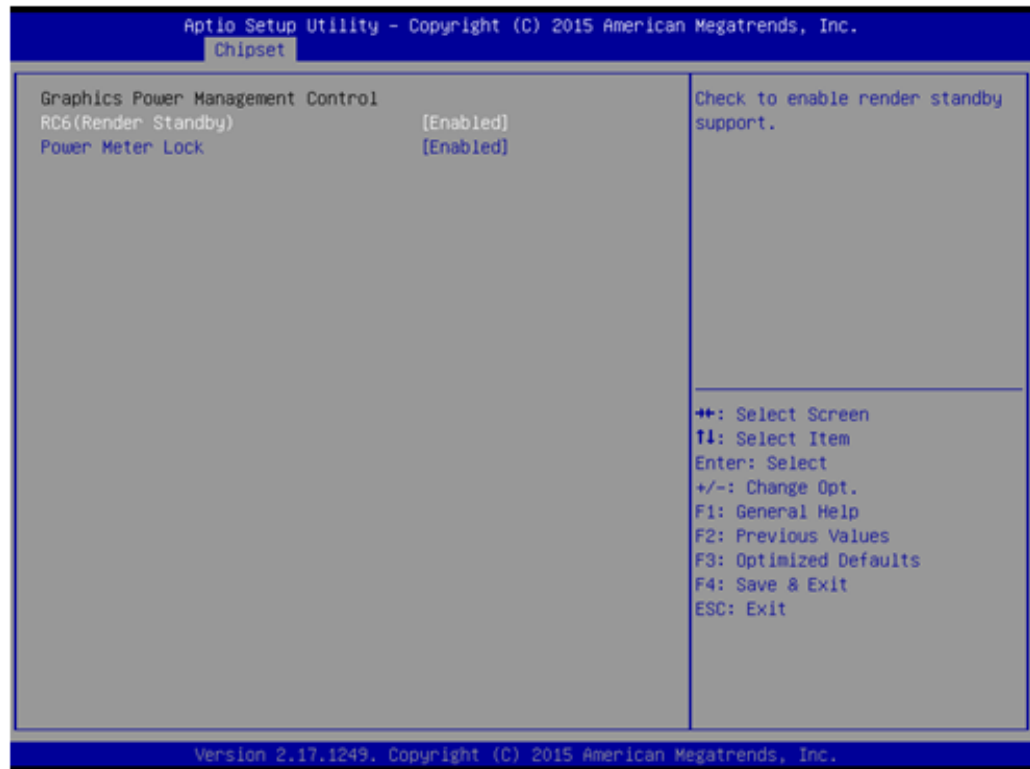 Aptio Setup Utility – Copyright (C) 2015 American Megatrends, Inc.
Chipset
Graphics Power Management Control
RC6(Render Standby) [Enabled]
Power Meter Lock [Enabled]
Check to enable render standby
support.
→←: Select Screen
↑↓: Select Item
Enter: Select
+/-: Change Opt.
F1: General Help
F2: Previous Values
F3: Optimized Defaults
F4: Save & Exit
ESC: Exit
Version 2.17.1249. Copyright (C) 2015 American Megatrends, Inc.